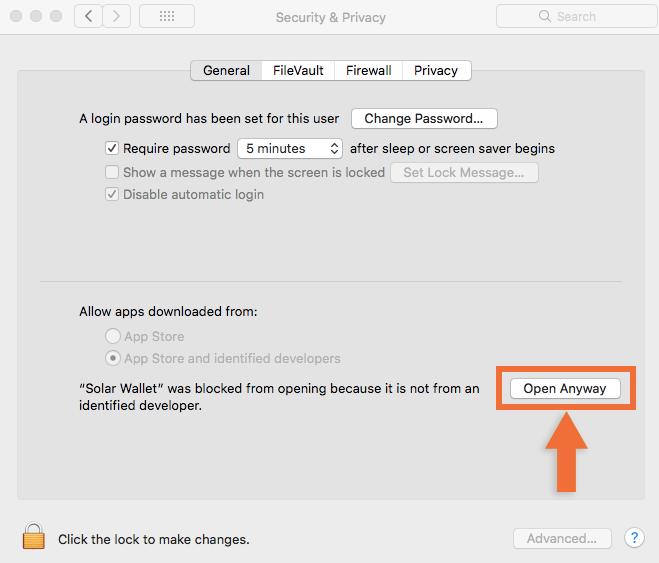 Security & Privacy
Search
General FileVault Firewall Privacy
A login password has been set for this user Change Password...
Require password 5 minutes after sleep or screen saver begins
Show a message when the screen is locked Set Lock Message...
Disable automatic login
Allow apps downloaded from:
App Store
App Store and identified developers
“Solar Wallet” was blocked from opening because it is not from an Open Anyway
identified developer.
Click the lock to make changes. Advanced... ?